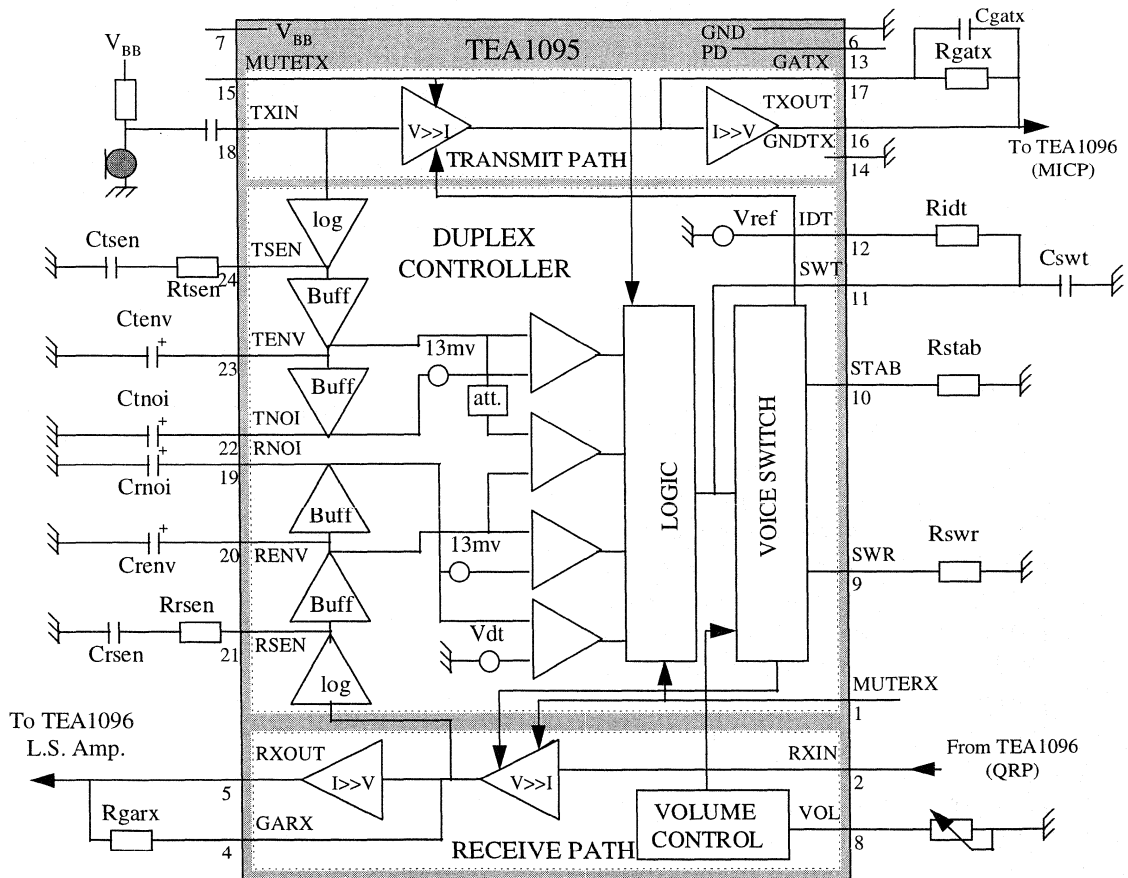 Cgatx
VBB
7
VBB
TEA1095
GND
6
PD
13
Rgatx
MUTETX
15
GATX
17
TXIN
18
V>>I
I>>V
TXOUT
16
GNDTX
14
TRANSMIT PATH
To TEA1096
(MICP)
log
Vref
IDT
12
Ridt
DUPLEX
CONTROLLER
Ctsen
Rtsen
TSEN
24
SWT
11
Cswt
Buff
Ctenv
+
TENV
23
13mv
att.
Rstab
STAB
10
Buff
Ctnoi
+
TNOI
22
RNOI
19
+
Crnoi
LOGIC
VOICE SWITCH
Buff
+
Crenv
20
RENV
13mv
SWR
9
Rswr
Buff
Rrsen
Crsen
21
RSEN
Vdt
log
MUTERX
1
To TEA1096
L.S. Amp.
RXOUT
5
I>>V
V>>I
RXIN
2
From TEA1096
(QRP)
Rgarx
GARX
4
VOLUME
CONTROL
VOL
8
RECEIVE PATH